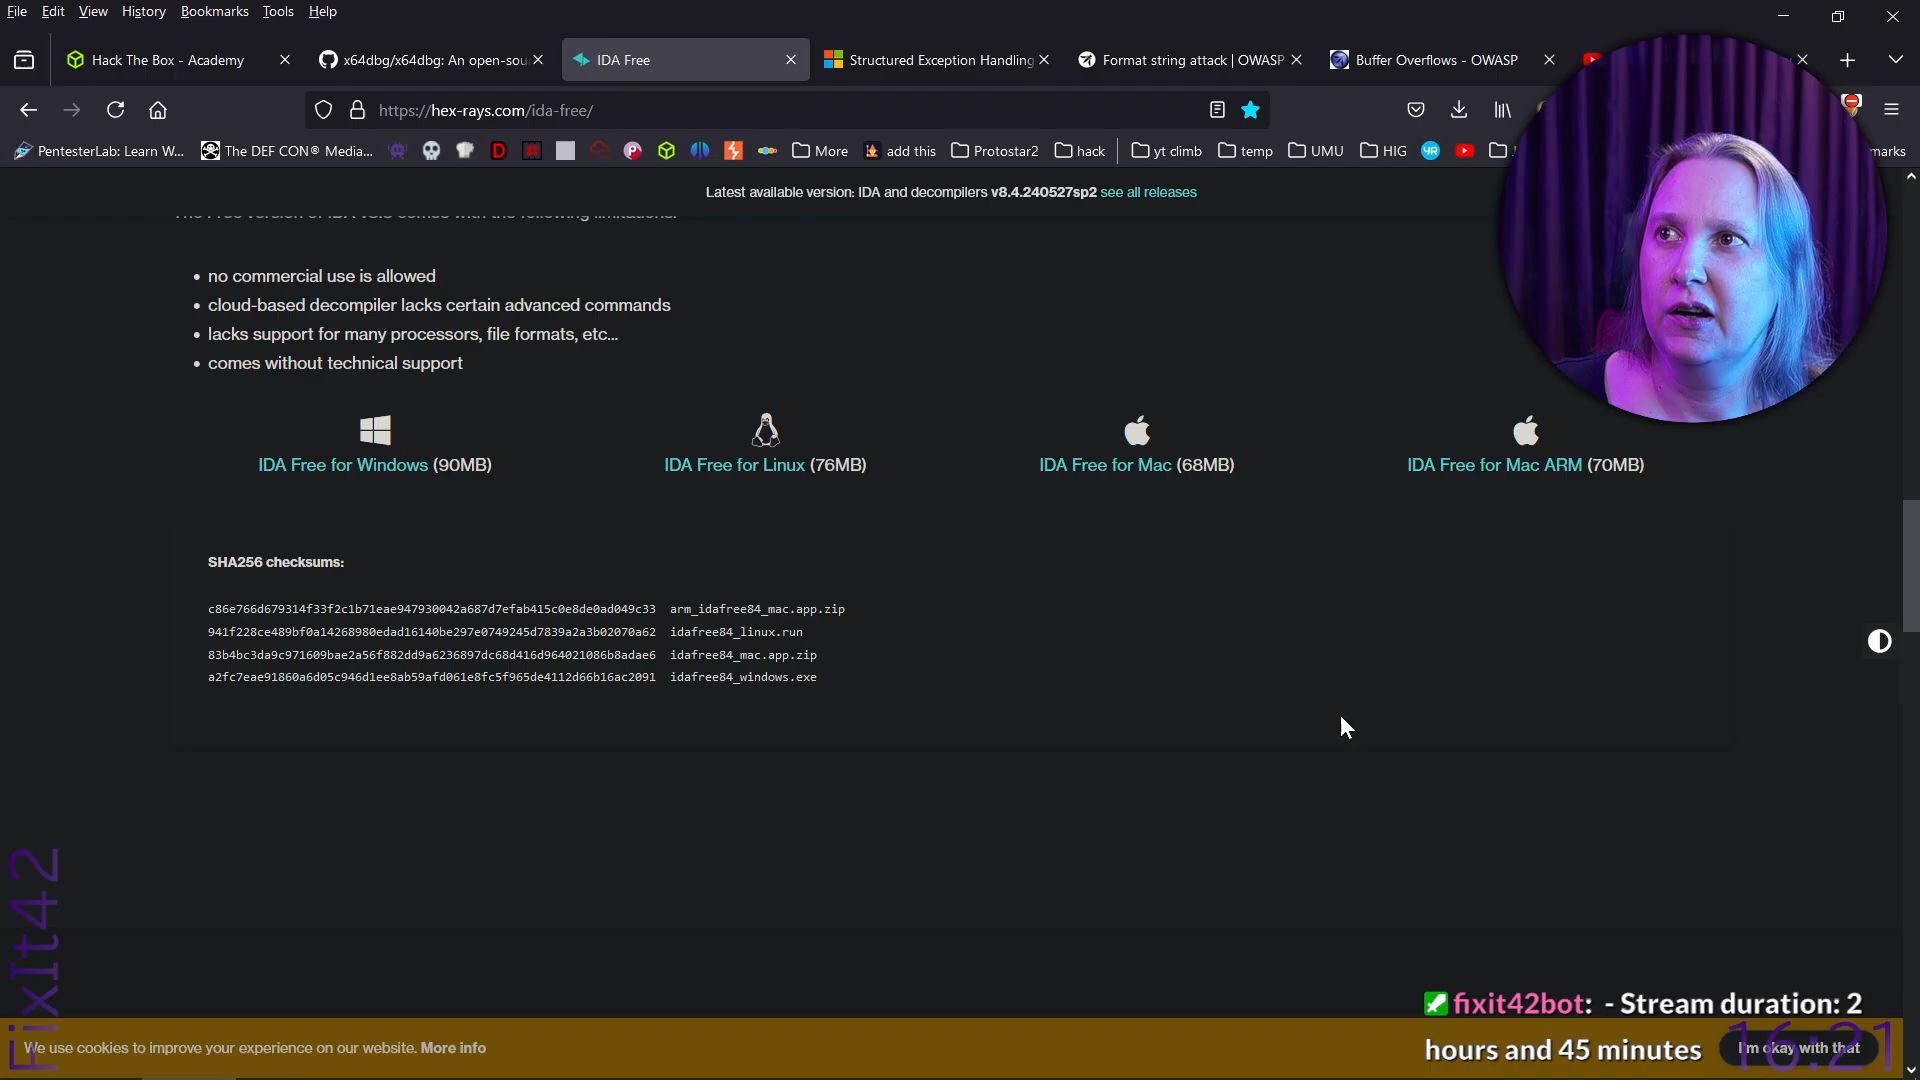 File Edit View History Bookmarks Tools Help
Hack The Box - Academy
x64dbg/x64dbg: An open-sou
IDA Free
Structured Exception Handling
Format string attack | OWASP
Buffer Overflows - OWASP
https://hex-rays.com/ida-free/
PentesterLab: Learn W...
The DEF CON® Media...
More
add this
Protostar2
hack
yt climb
temp
UMU
HIG
marks
Latest available version: IDA and decompilers v8.4.240527sp2 see all releases
• no commercial use is allowed
• cloud-based decompiler lacks certain advanced commands
• lacks support for many processors, file formats, etc...
• comes without technical support
IDA Free for Windows (90MB)
IDA Free for Linux (76MB)
IDA Free for Mac (68MB)
IDA Free for Mac ARM (70MB)
SHA256 checksums:
c86e766d679314f33f2c1b71eae947930042a687d7efab415c0e8de0ad049c33 arm_idafree84_mac.app.zip
941f228ce489bf0a14268980edad16140be297e0749245d7839a2a3b02070a62 idafree84_linux.run
83b4bc3da9c971609bae2a56f882dd9a6236897dc68d416d964021086b8adae6 idafree84_mac.app.zip
a2fc7eae91860a6d05c946d1ee8ab59afd061e8fc5f965de4112d66b16ac2091 idafree84_windows.exe
FixIt42
fixit42bot: - Stream duration: 2
hours and 45 minutes
We use cookies to improve your experience on our website. More info
I'm okay with that
16:21